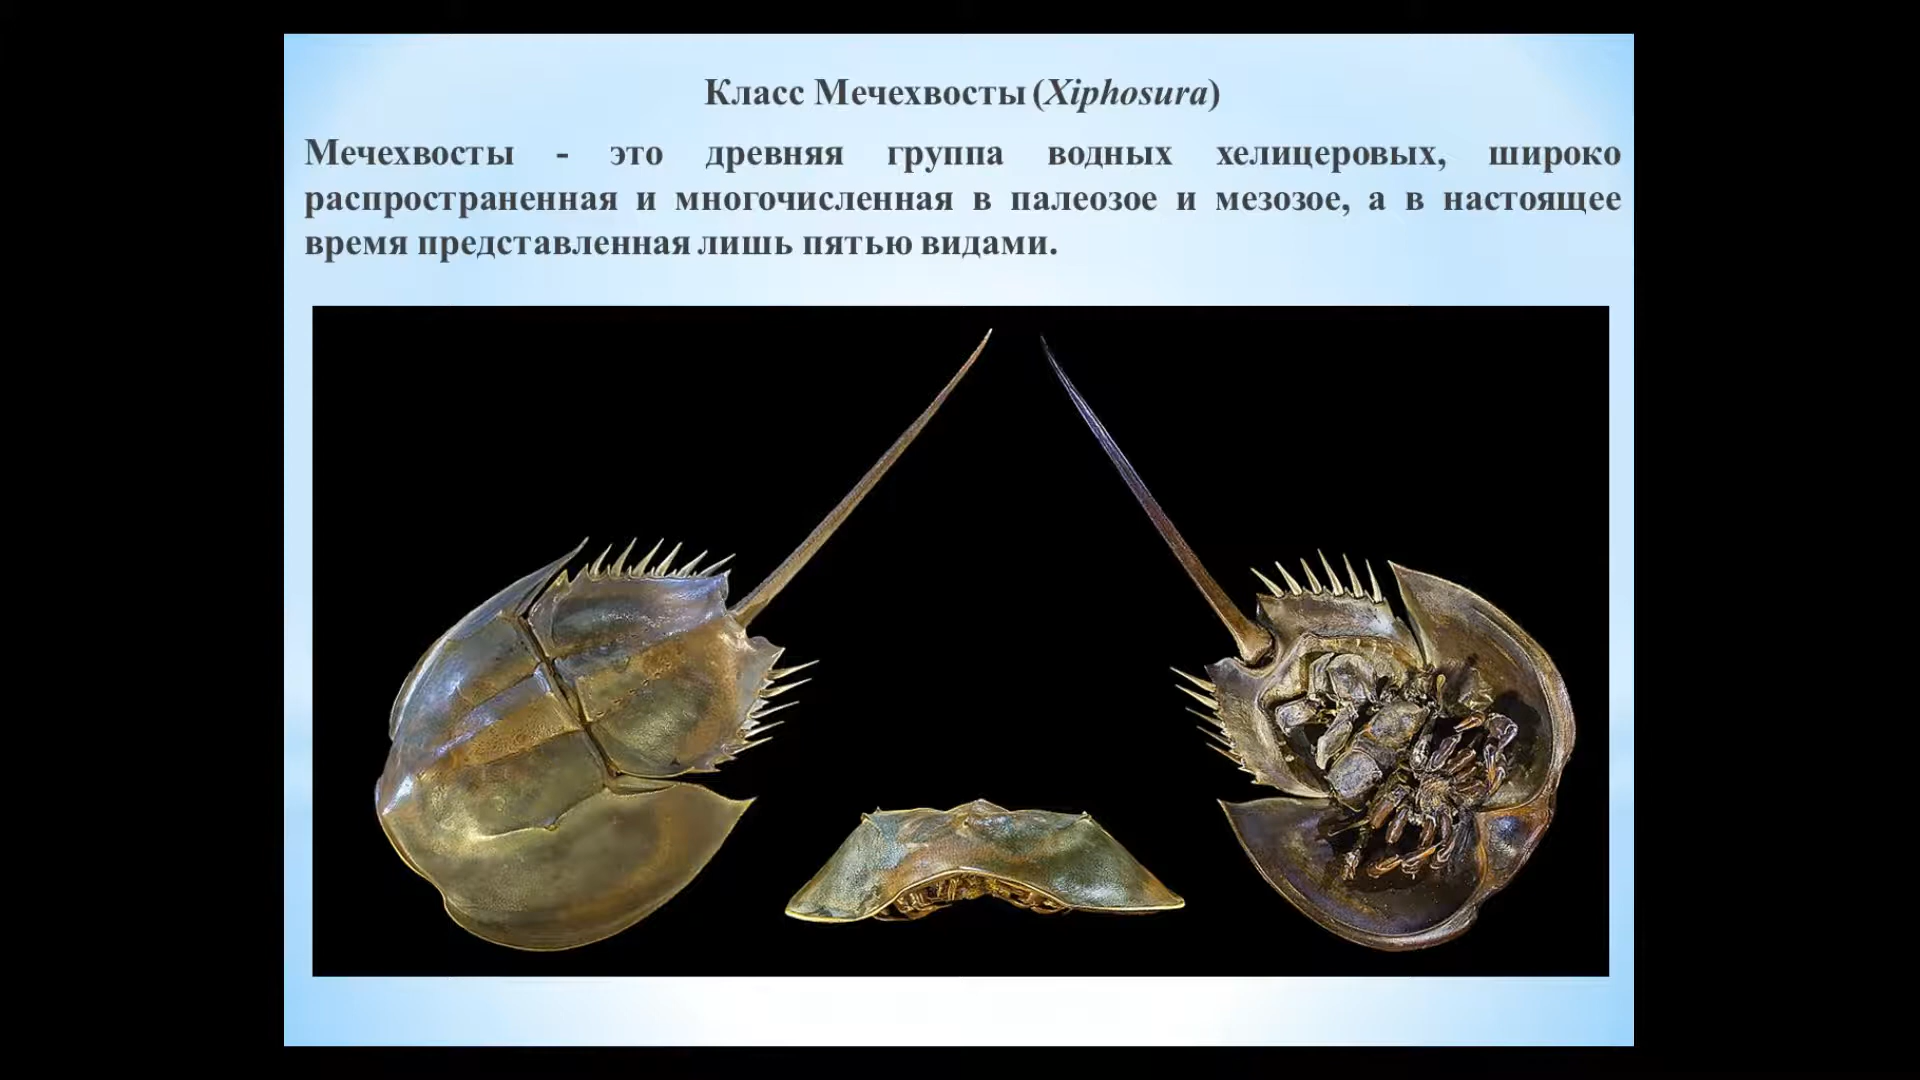 Класс Мечехвосты (Xiphosura)
Мечехвосты - это древняя группа водных хелицеровых, широко
распространенная и многочисленная в палеозое и мезозое, а в настоящее
время представленная лишь пятью видами.